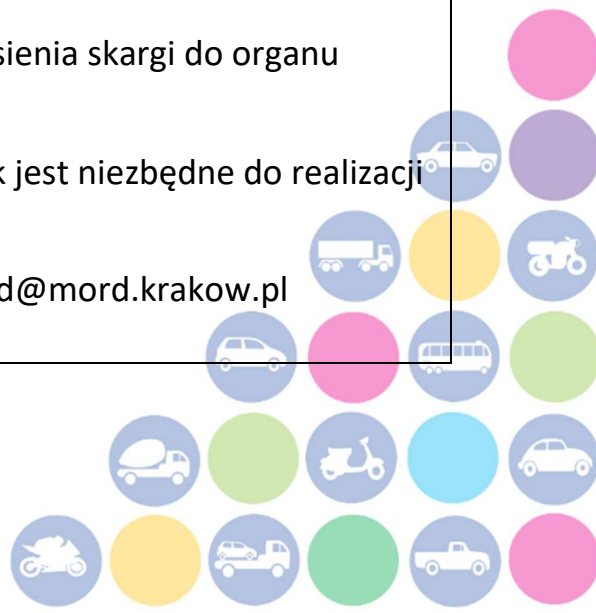 sienia skargi do organu
k jest niezbędne do realizacji
d@mord.krakow.pl